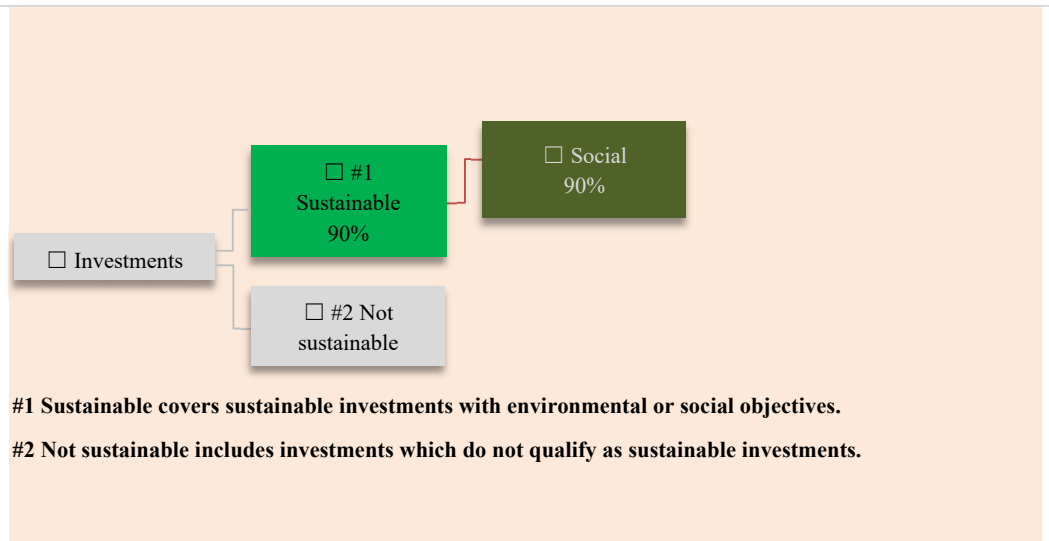 ☐ Social
90%
☐ #1
Sustainable
90%
☐ Investments
☐ #2 Not
sustainable
#1 Sustainable covers sustainable investments with environmental or social objectives.
#2 Not sustainable includes investments which do not qualify as sustainable investments.